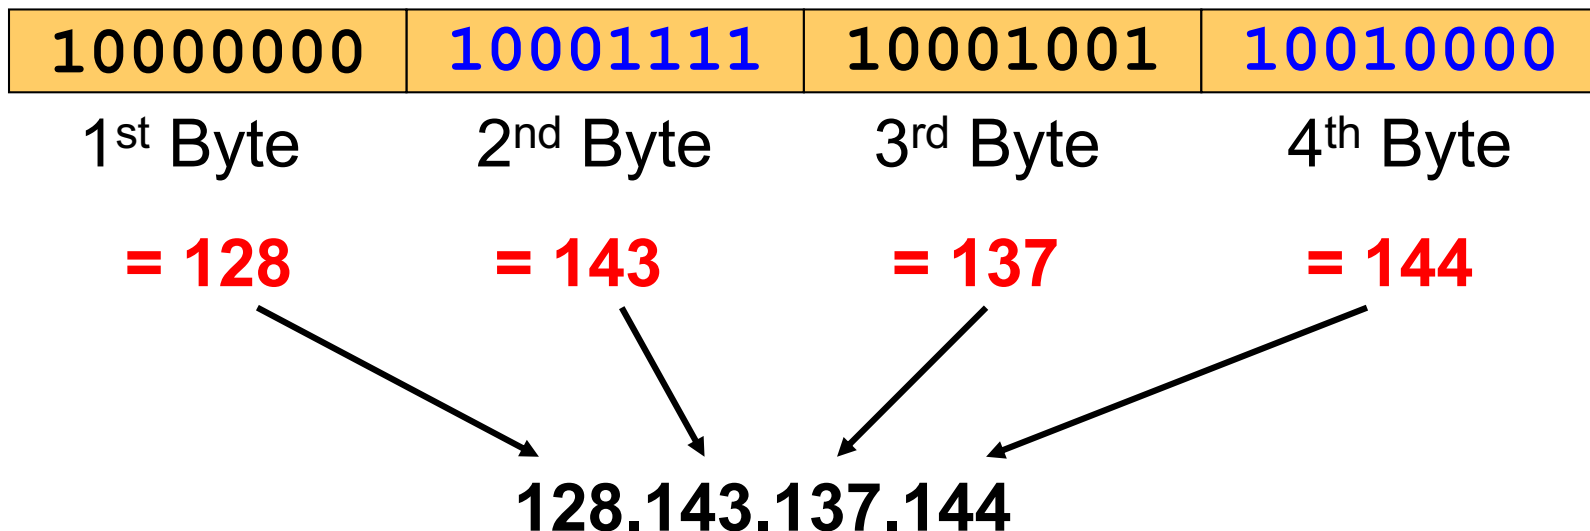 10000000 10001111 10001001 10010000
1st Byte 2nd Byte 3rd Byte 4th Byte
= 128 = 143 = 137 = 144
128.143.137.144